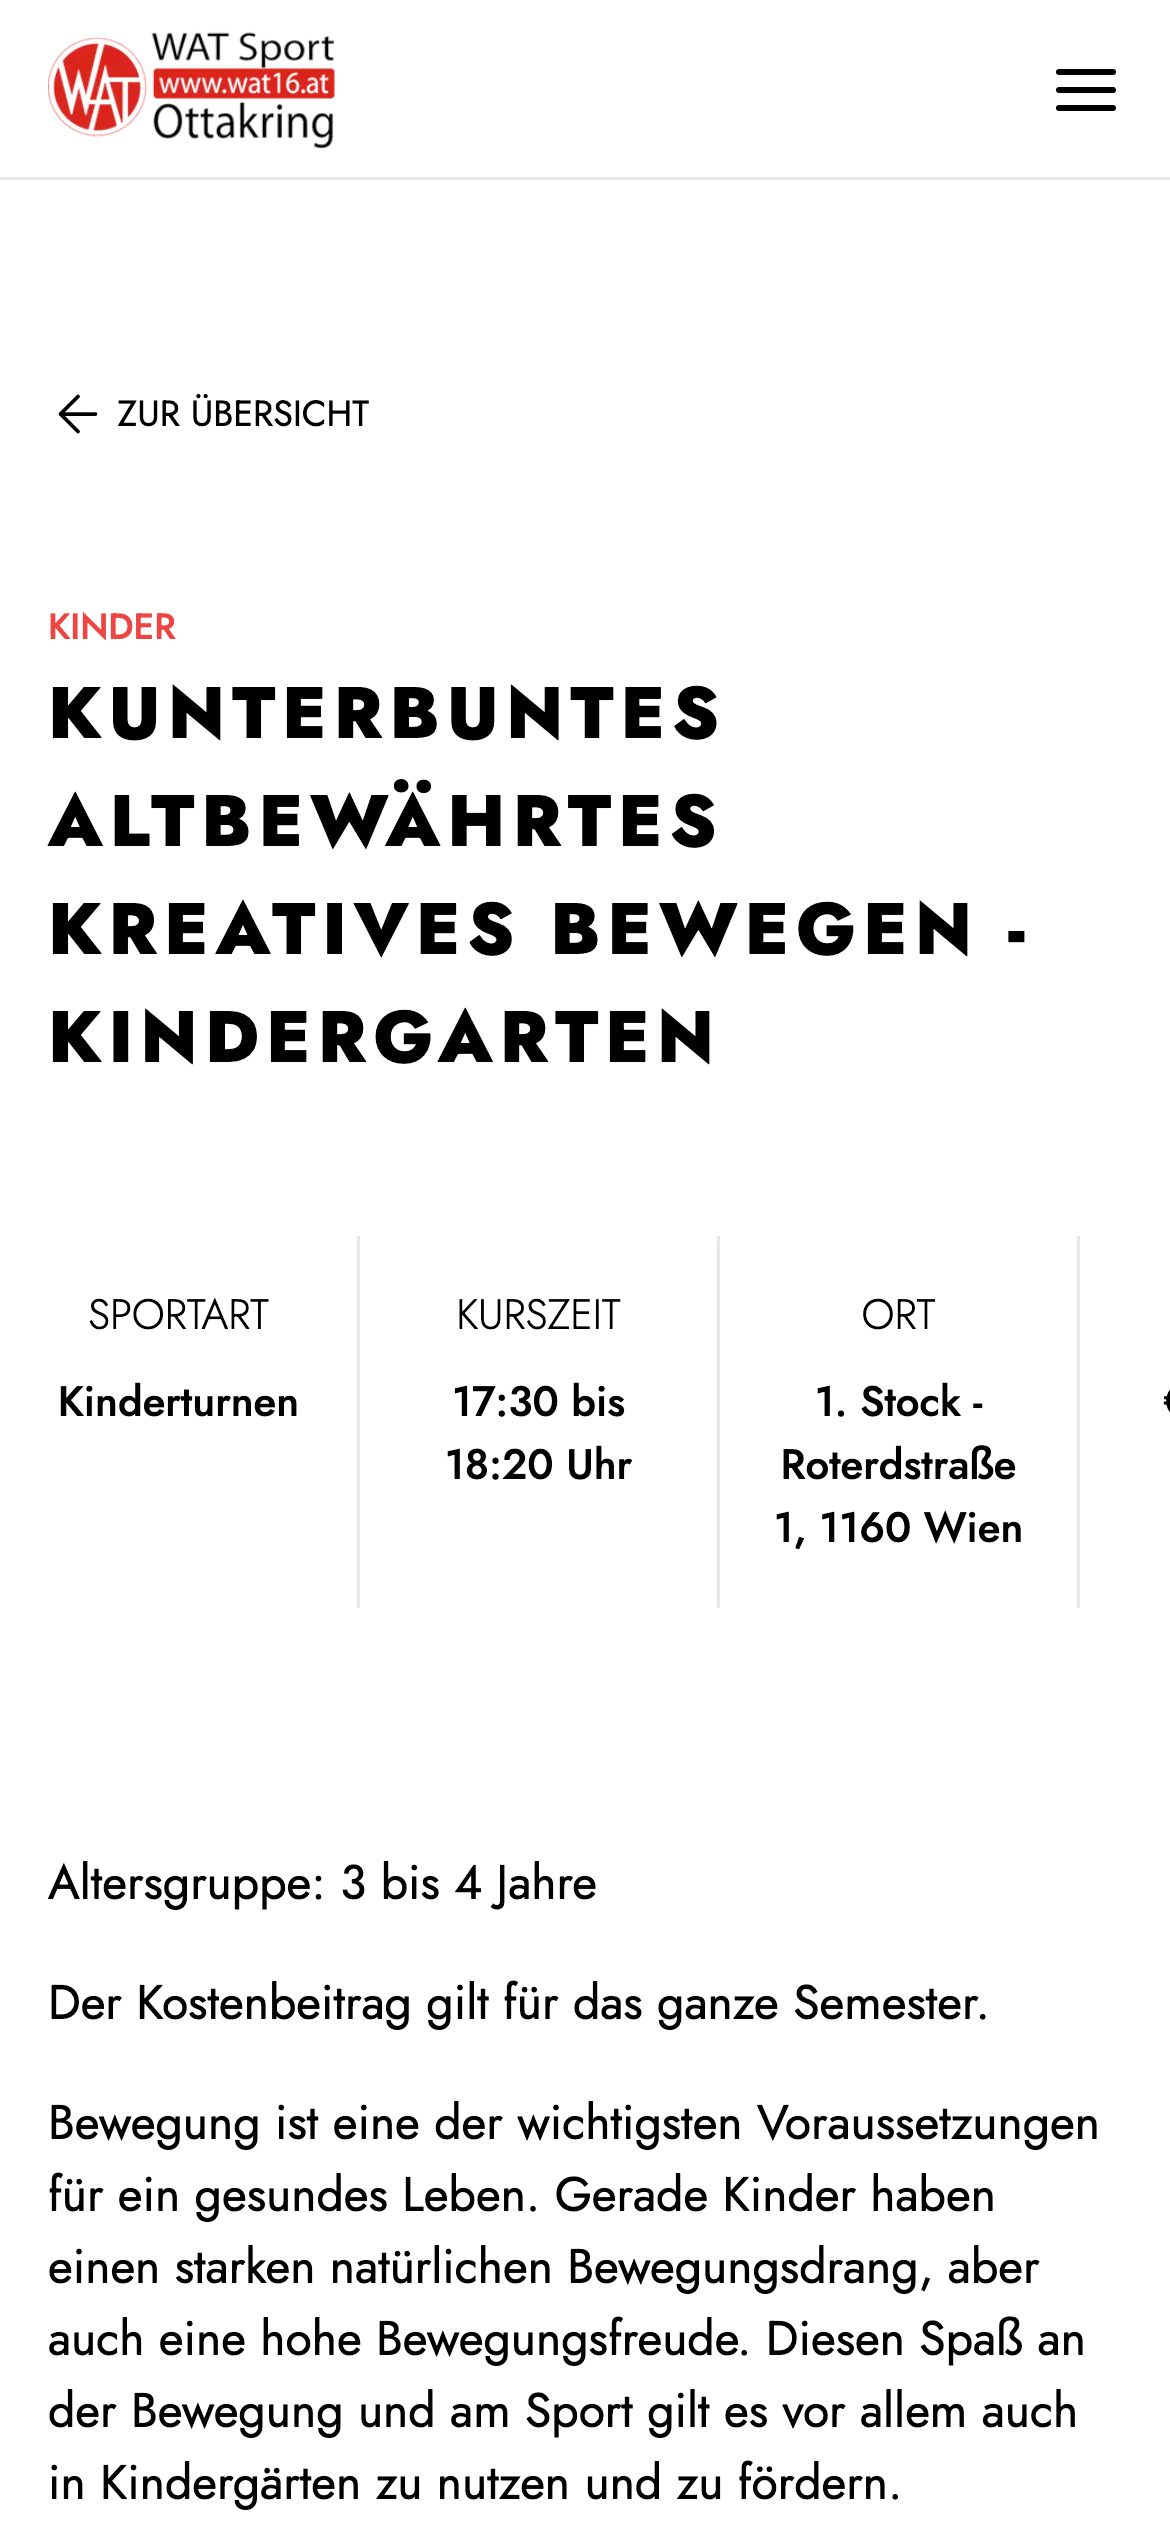 WAT
WAT Sport
www.wat16.at
Ottakring
ZUR ÜBERSICHT
KINDER
KUNTERBUNTES
ALTBEWÄHRTES
KREATIVES BEWEGEN -
KINDERGARTEN
SPORTART
Kinderturnen
KURSZEIT
17:30 bis
18:20 Uhr
ORT
1. Stock -
Roterdstraße
1, 1160 Wien
Altersgruppe: 3 bis 4 Jahre
Der Kostenbeitrag gilt für das ganze Semester.
Bewegung ist eine der wichtigsten Voraussetzungen
für ein gesundes Leben. Gerade Kinder haben
einen starken natürlichen Bewegungsdrang, aber
auch eine hohe Bewegungsfreude. Diesen Spaß an
der Bewegung und am Sport gilt es vor allem auch
in Kindergärten zu nutzen und zu fördern.